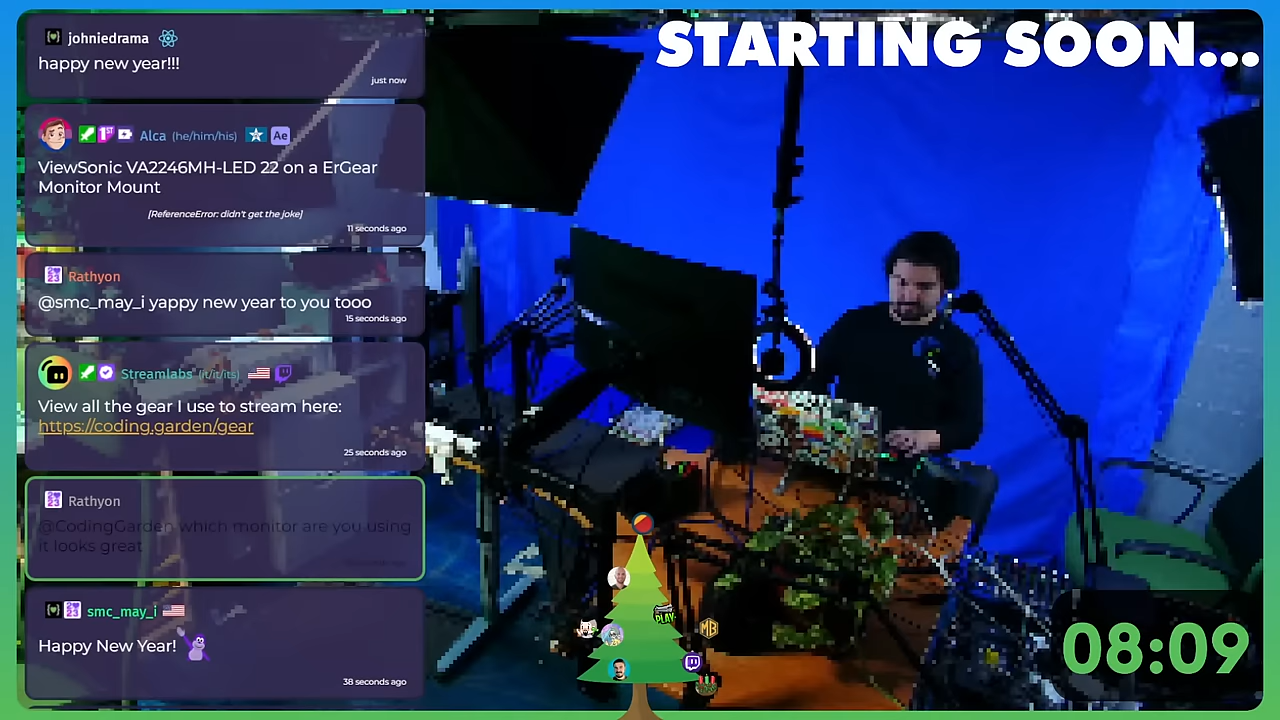 STARTING SOON...
johniedrama
happy new year!!!
just now
Alca (he/him/his)
Ae
ViewSonic VA2246MH-LED 22 on a ErGear
Monitor Mount
[ReferenceError: didn't get the joke]
11 seconds ago
Rathyon
@smc_may_i yappy new year to you tooo
15 seconds ago
Streamlabs (it/it/its)
View all the gear I use to stream here:
https://coding.garden/gear
25 seconds ago
Rathyon
@CodingGarden which monitor are you using
it looks great
smc_may_i
Happy New Year!
38 seconds ago
PLAY
MB
08:09